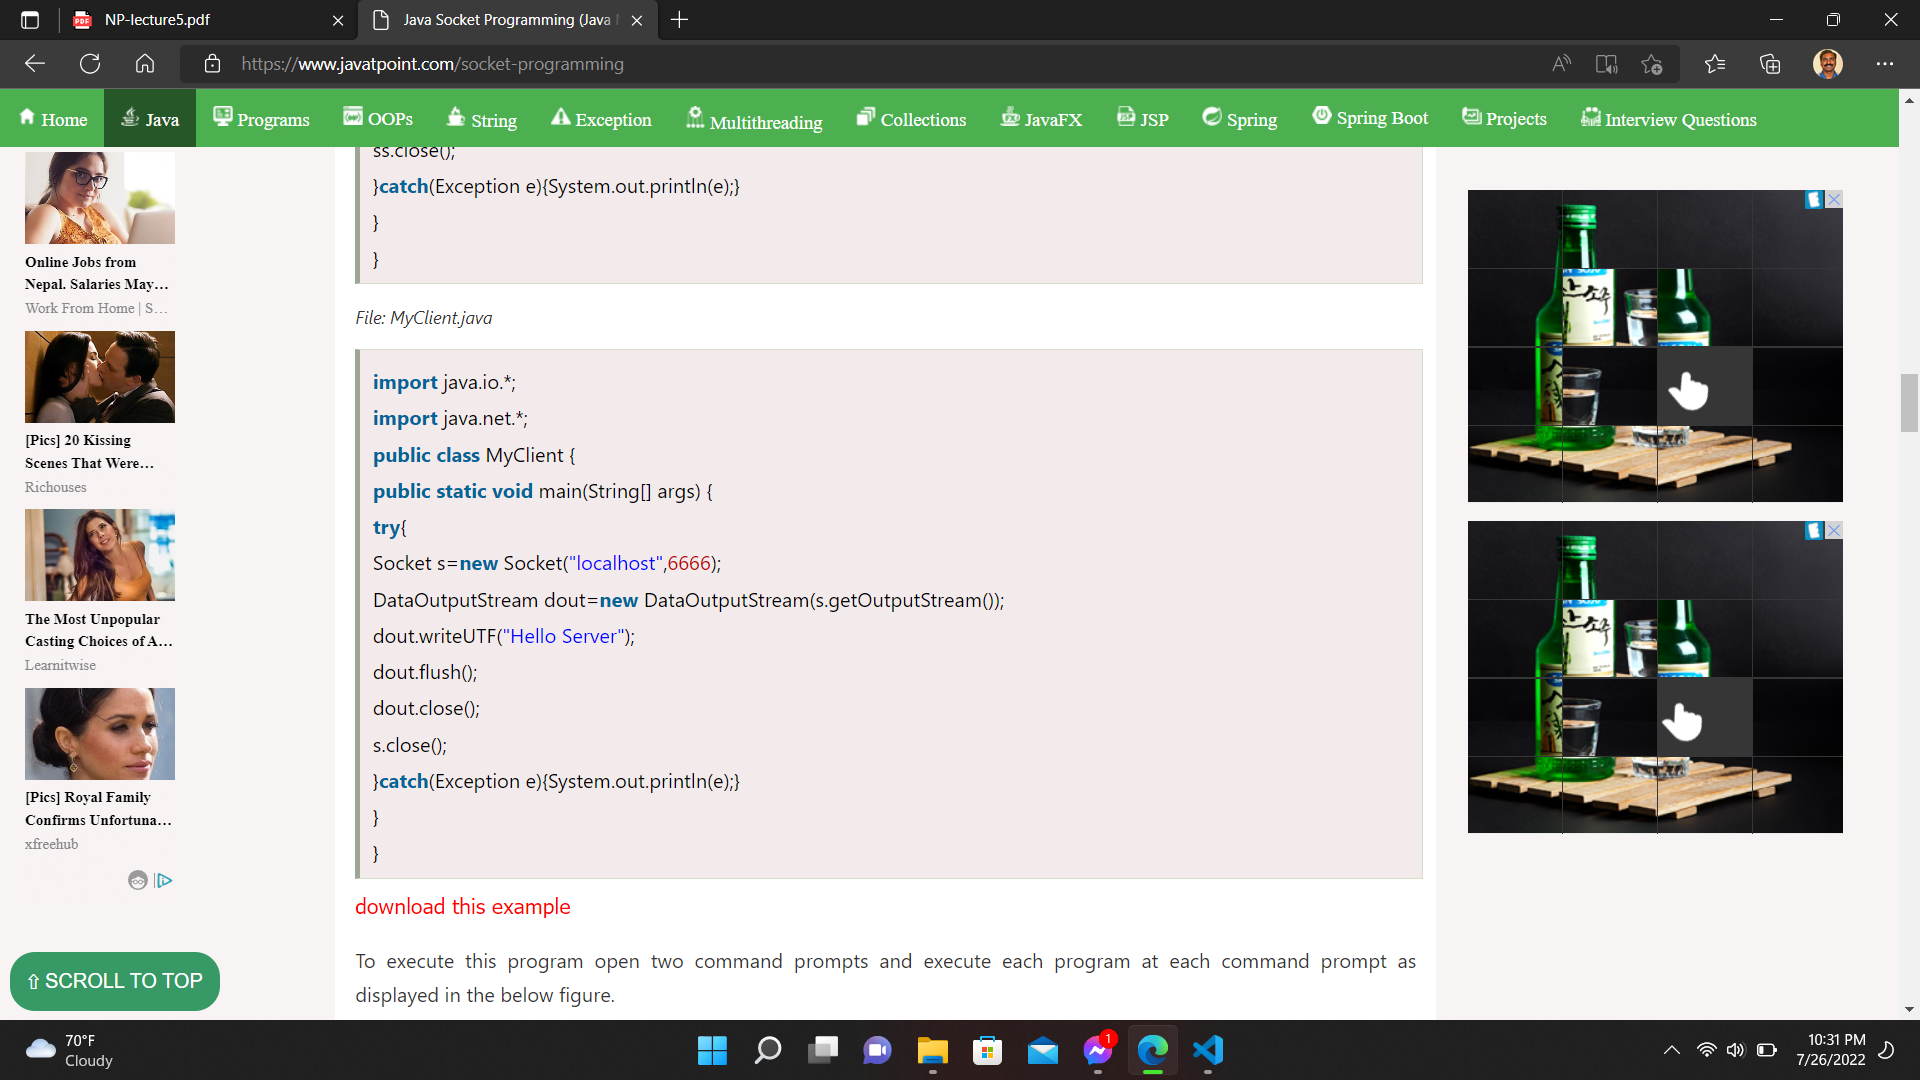 NP-lecture5.pdf
Java Socket Programming (Java
https://www.javatpoint.com/socket-programming
Home
Java
Programs
OOPs
String
Exception
Multithreading
Collections
JavaFX
JSP
Spring
Spring Boot
Projects
Interview Questions
ss.close();
}catch(Exception e){System.out.println(e);}
}
}
File: MyClient.java
import java.io.*;
import java.net.*;
public class MyClient {
public static void main(String[] args) {
try{
Socket s=new Socket("localhost",6666);
DataOutputStream dout=new DataOutputStream(s.getOutputStream());
dout.writeUTF("Hello Server");
dout.flush();
dout.close();
s.close();
}catch(Exception e){System.out.println(e);}
}
}
download this example
To execute this program open two command prompts and execute each program at each command prompt as
displayed in the below figure.
Online Jobs from
Nepal. Salaries May...
Work From Home | S...
[Pics] 20 Kissing
Scenes That Were...
Richouses
The Most Unpopular
Casting Choices of A...
Learnitwise
[Pics] Royal Family
Confirms Unfortuna...
xfreehub
⇧ SCROLL TO TOP
70°F
Cloudy
1
10:31 PM
7/26/2022